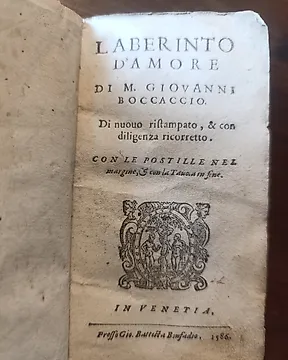 LABERINTO
D'AMORE
DI M. GIOVANNI
BOCCACCIO.
Di nuouo ristampato, & con
diligenza ricorretto.
CON LE POSTILLE NEL
margine, & con la Tauola in fine.
IN VENETIA,
Presso Gio. Battista Bonfadio, 1586.